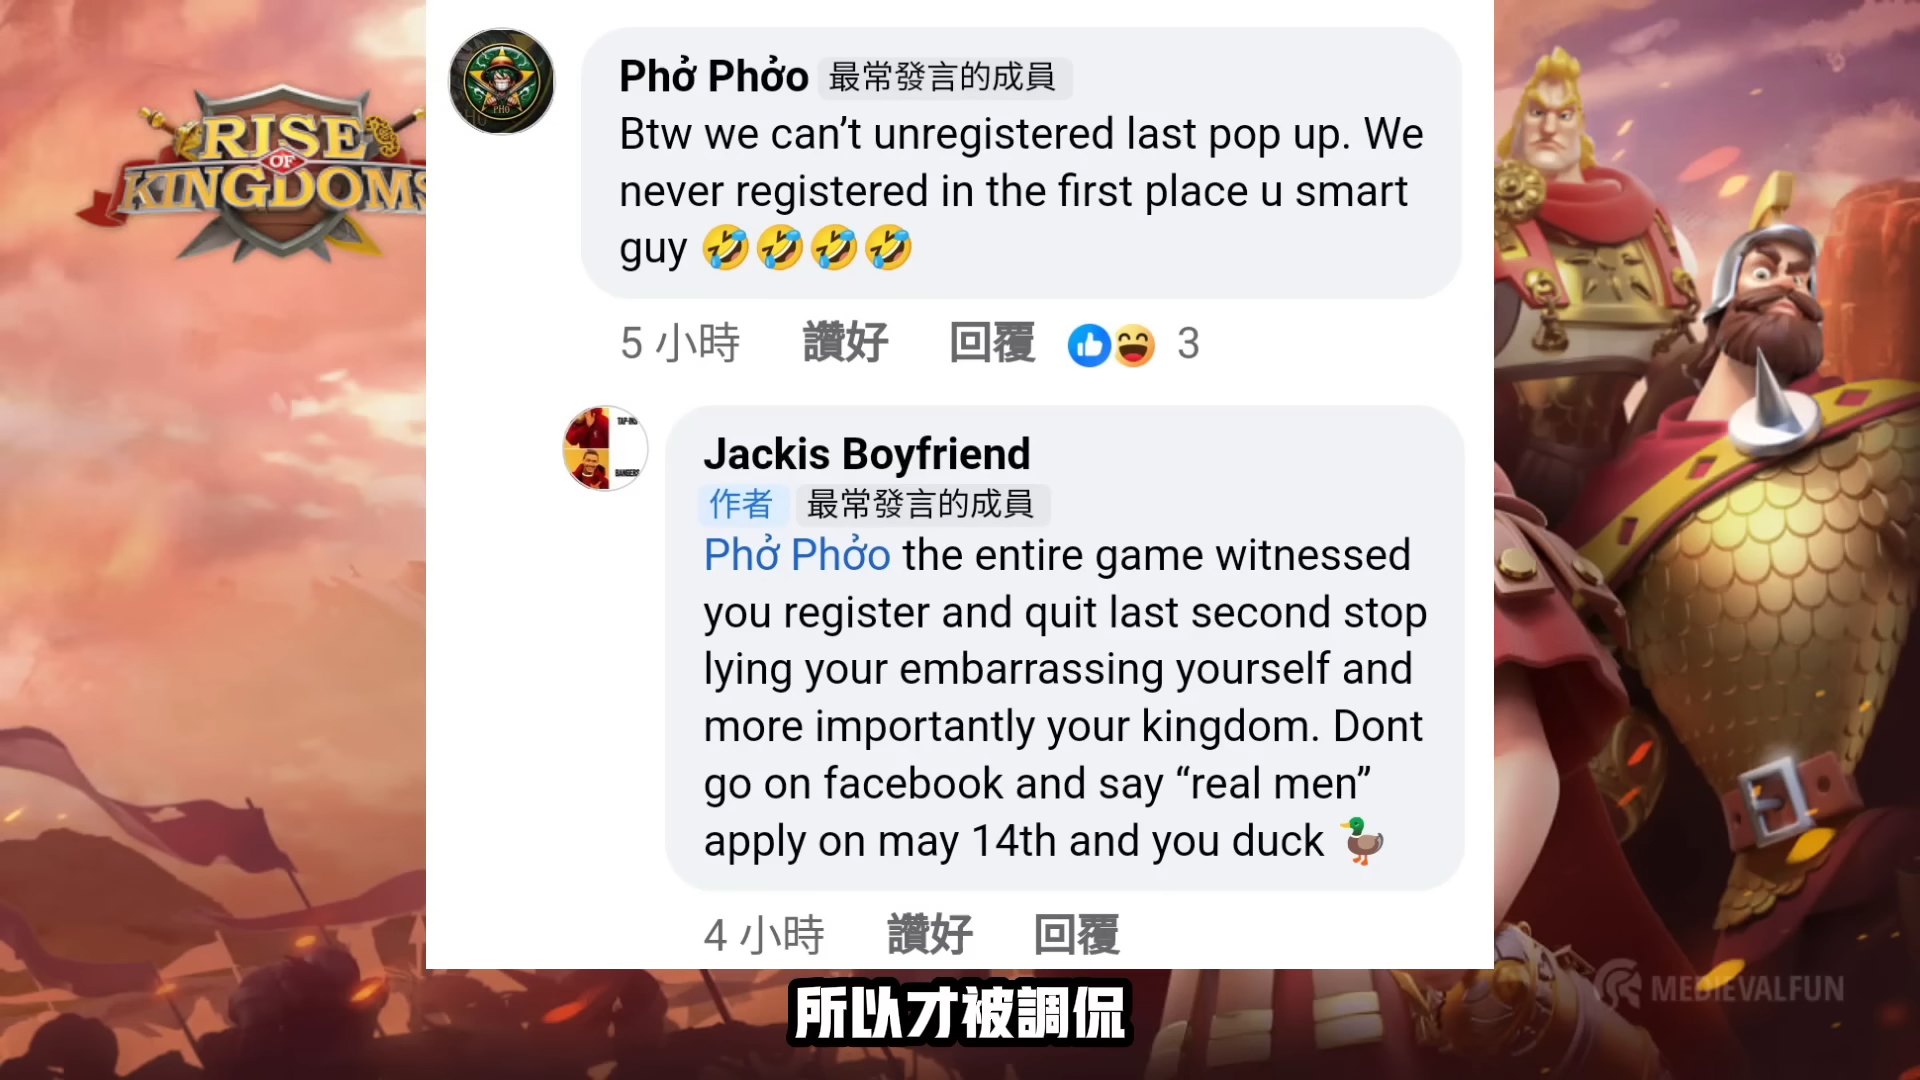 RISE
OF
KINGDOMS
PHỞ
Phở Phởo 最常發言的成員
Btw we can’t unregistered last pop up. We
never registered in the first place u smart
guy 🤣🤣🤣🤣
5 小時 讚好 回覆 3
TAP-INS
BANGERS
Jackis Boyfriend
作者 最常發言的成員
Phở Phởo the entire game witnessed
you register and quit last second stop
lying your embarrassing yourself and
more importantly your kingdom. Dont
go on facebook and say “real men”
apply on may 14th and you duck 🦆
4 小時 讚好 回覆
MEDIEVALFUN
所以才被調侃